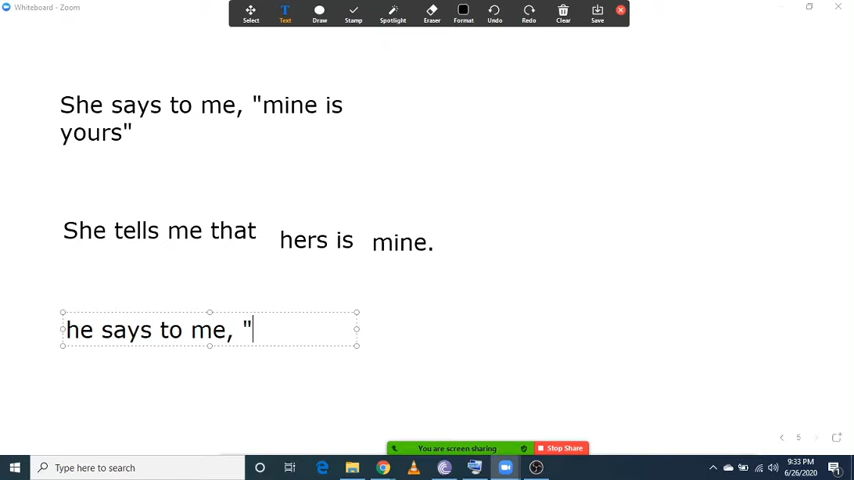 Whiteboard - Zoom
Select Text Draw Stamp Spotlight Eraser Format Undo Redo Clear Save
She says to me, "mine is
yours"
She tells me that hers is mine.
he says to me, "
5
You are screen sharing Stop Share
Type here to search
9:33 PM
6/26/2020